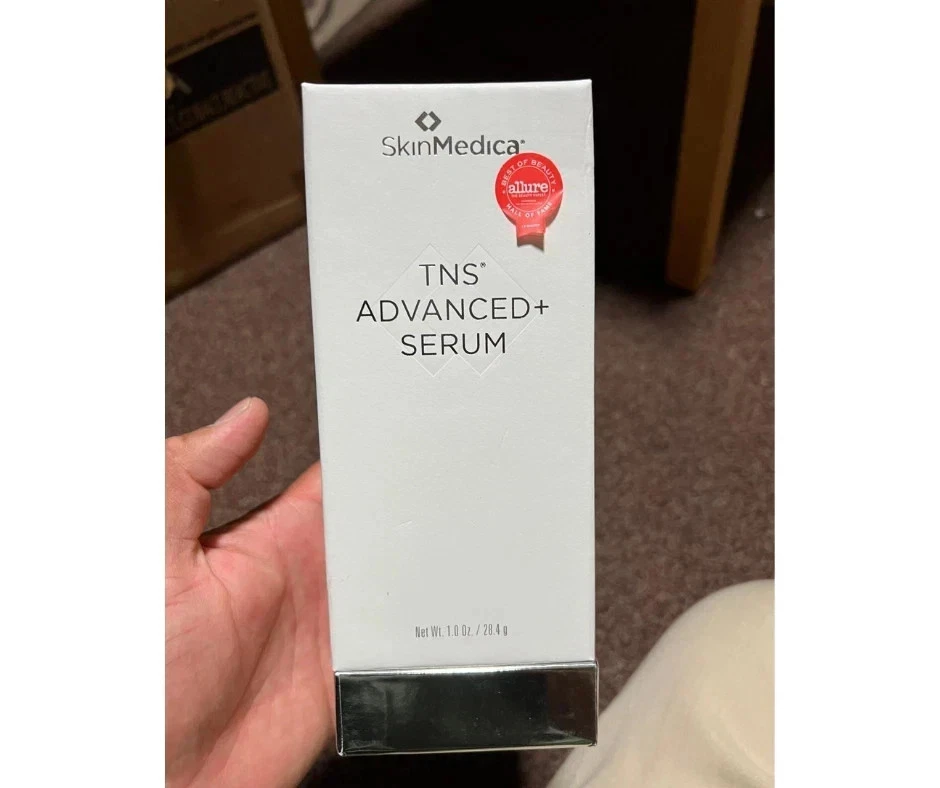 SkinMedica®
BEST OF BEAUTY
allure
HALL OF FAME
TNS®
ADVANCED+
SERUM
Net Wt. 1.0 Oz. / 28.4 g